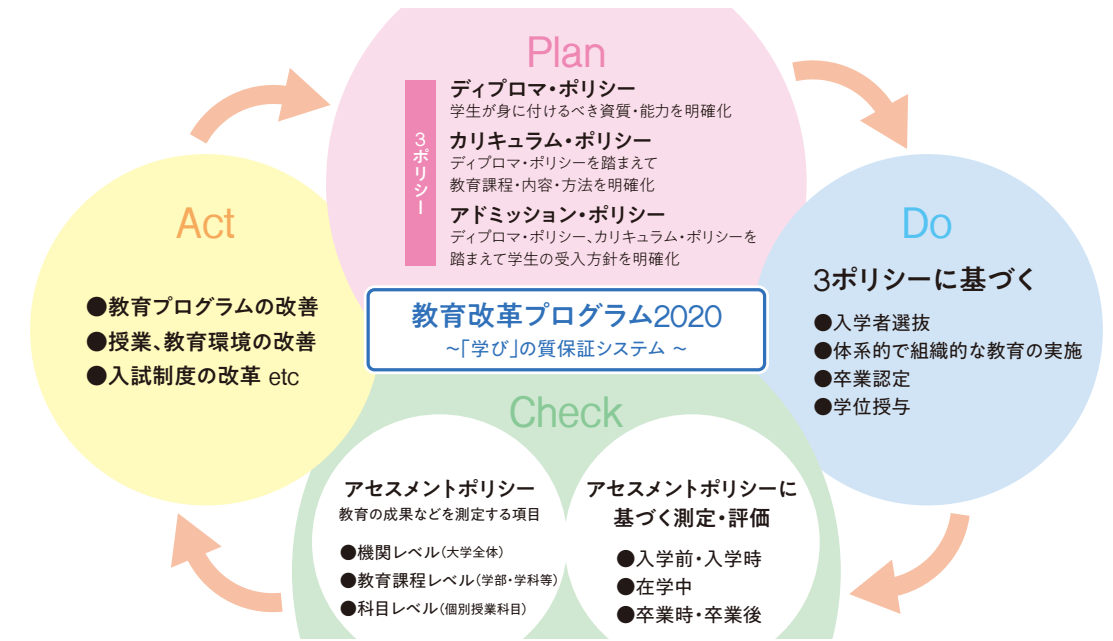 Plan
3ポリシー
ディプロマ・ポリシー
学生が身に付けるべき資質・能力を明確化
カリキュラム・ポリシー
ディプロマ・ポリシーを踏まえて
教育課程・内容・方法を明確化
アドミッション・ポリシー
ディプロマ・ポリシー、カリキュラム・ポリシーを
踏まえて学生の受入方針を明確化
Do
3ポリシーに基づく
●入学者選抜
●体系的で組織的な教育の実施
●卒業認定
●学位授与
Act
●教育プログラムの改善
●授業、教育環境の改善
●入試制度の改革 etc
教育改革プログラム2020
～「学び」の質保証システム ～
Check
アセスメントポリシー
教育の成果などを測定する項目
●機関レベル(大学全体)
●教育課程レベル(学部・学科等)
●科目レベル(個別授業科目)
アセスメントポリシーに
基づく測定・評価
●入学前・入学時
●在学中
●卒業時・卒業後